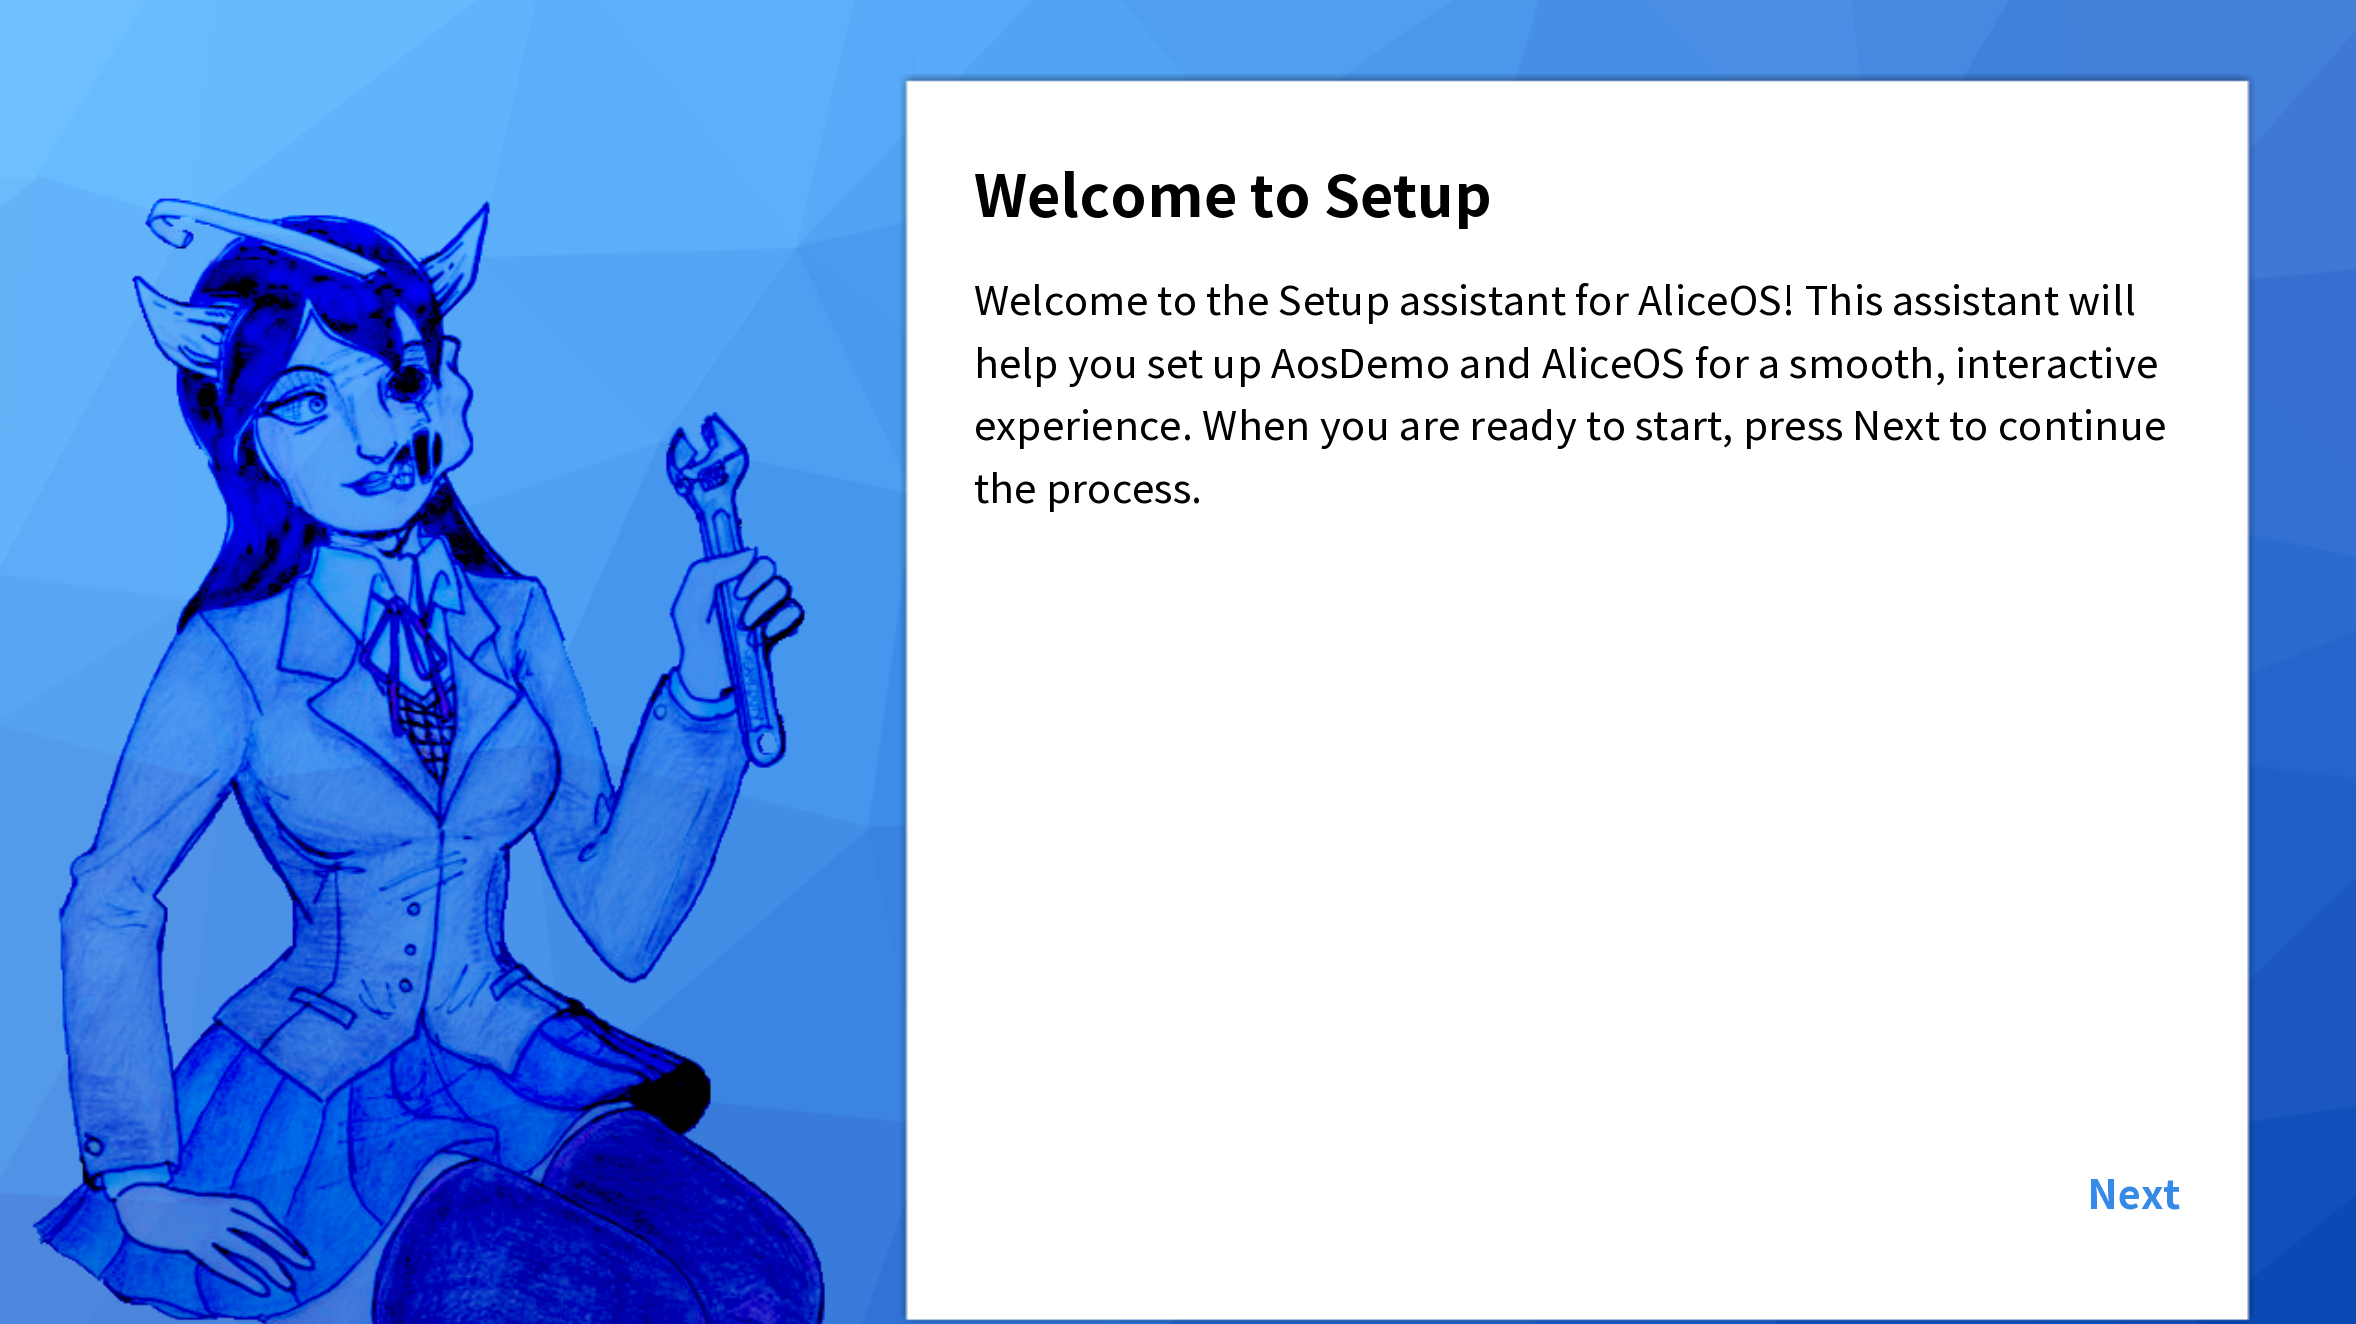 Welcome to Setup
Welcome to the Setup assistant for AliceOS! This assistant will
help you set up AosDemo and AliceOS for a smooth, interactive
experience. When you are ready to start, press Next to continue
the process.
Next